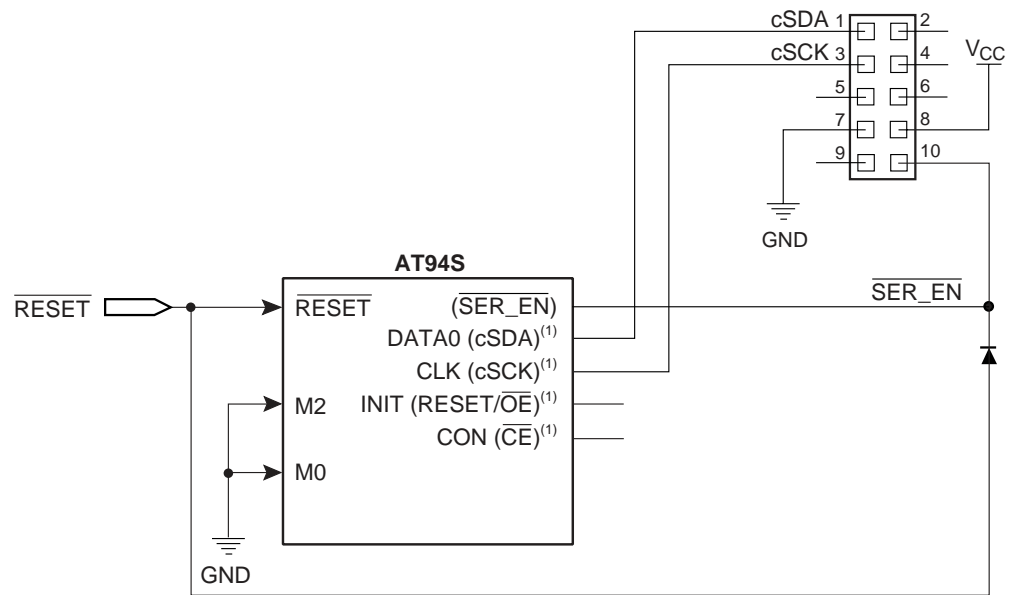 cSDA 1 2
cSCK 3 4
VCC
5 6
7 8
9 10
GND
AT94S
RESET
RESET
(SER_EN)
SER_EN
DATA0 (cSDA)(1)
CLK (cSCK)(1)
M2
INIT (RESET/OE)(1)
CON (CE)(1)
M0
GND